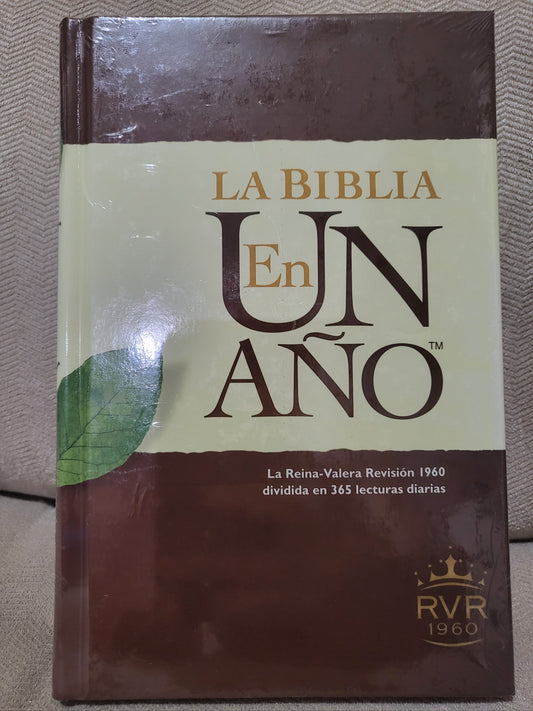 LA BIBLIA
En
UN
AÑO™
La Reina-Valera Revisión 1960
dividida en 365 lecturas diarias
RVR
1960